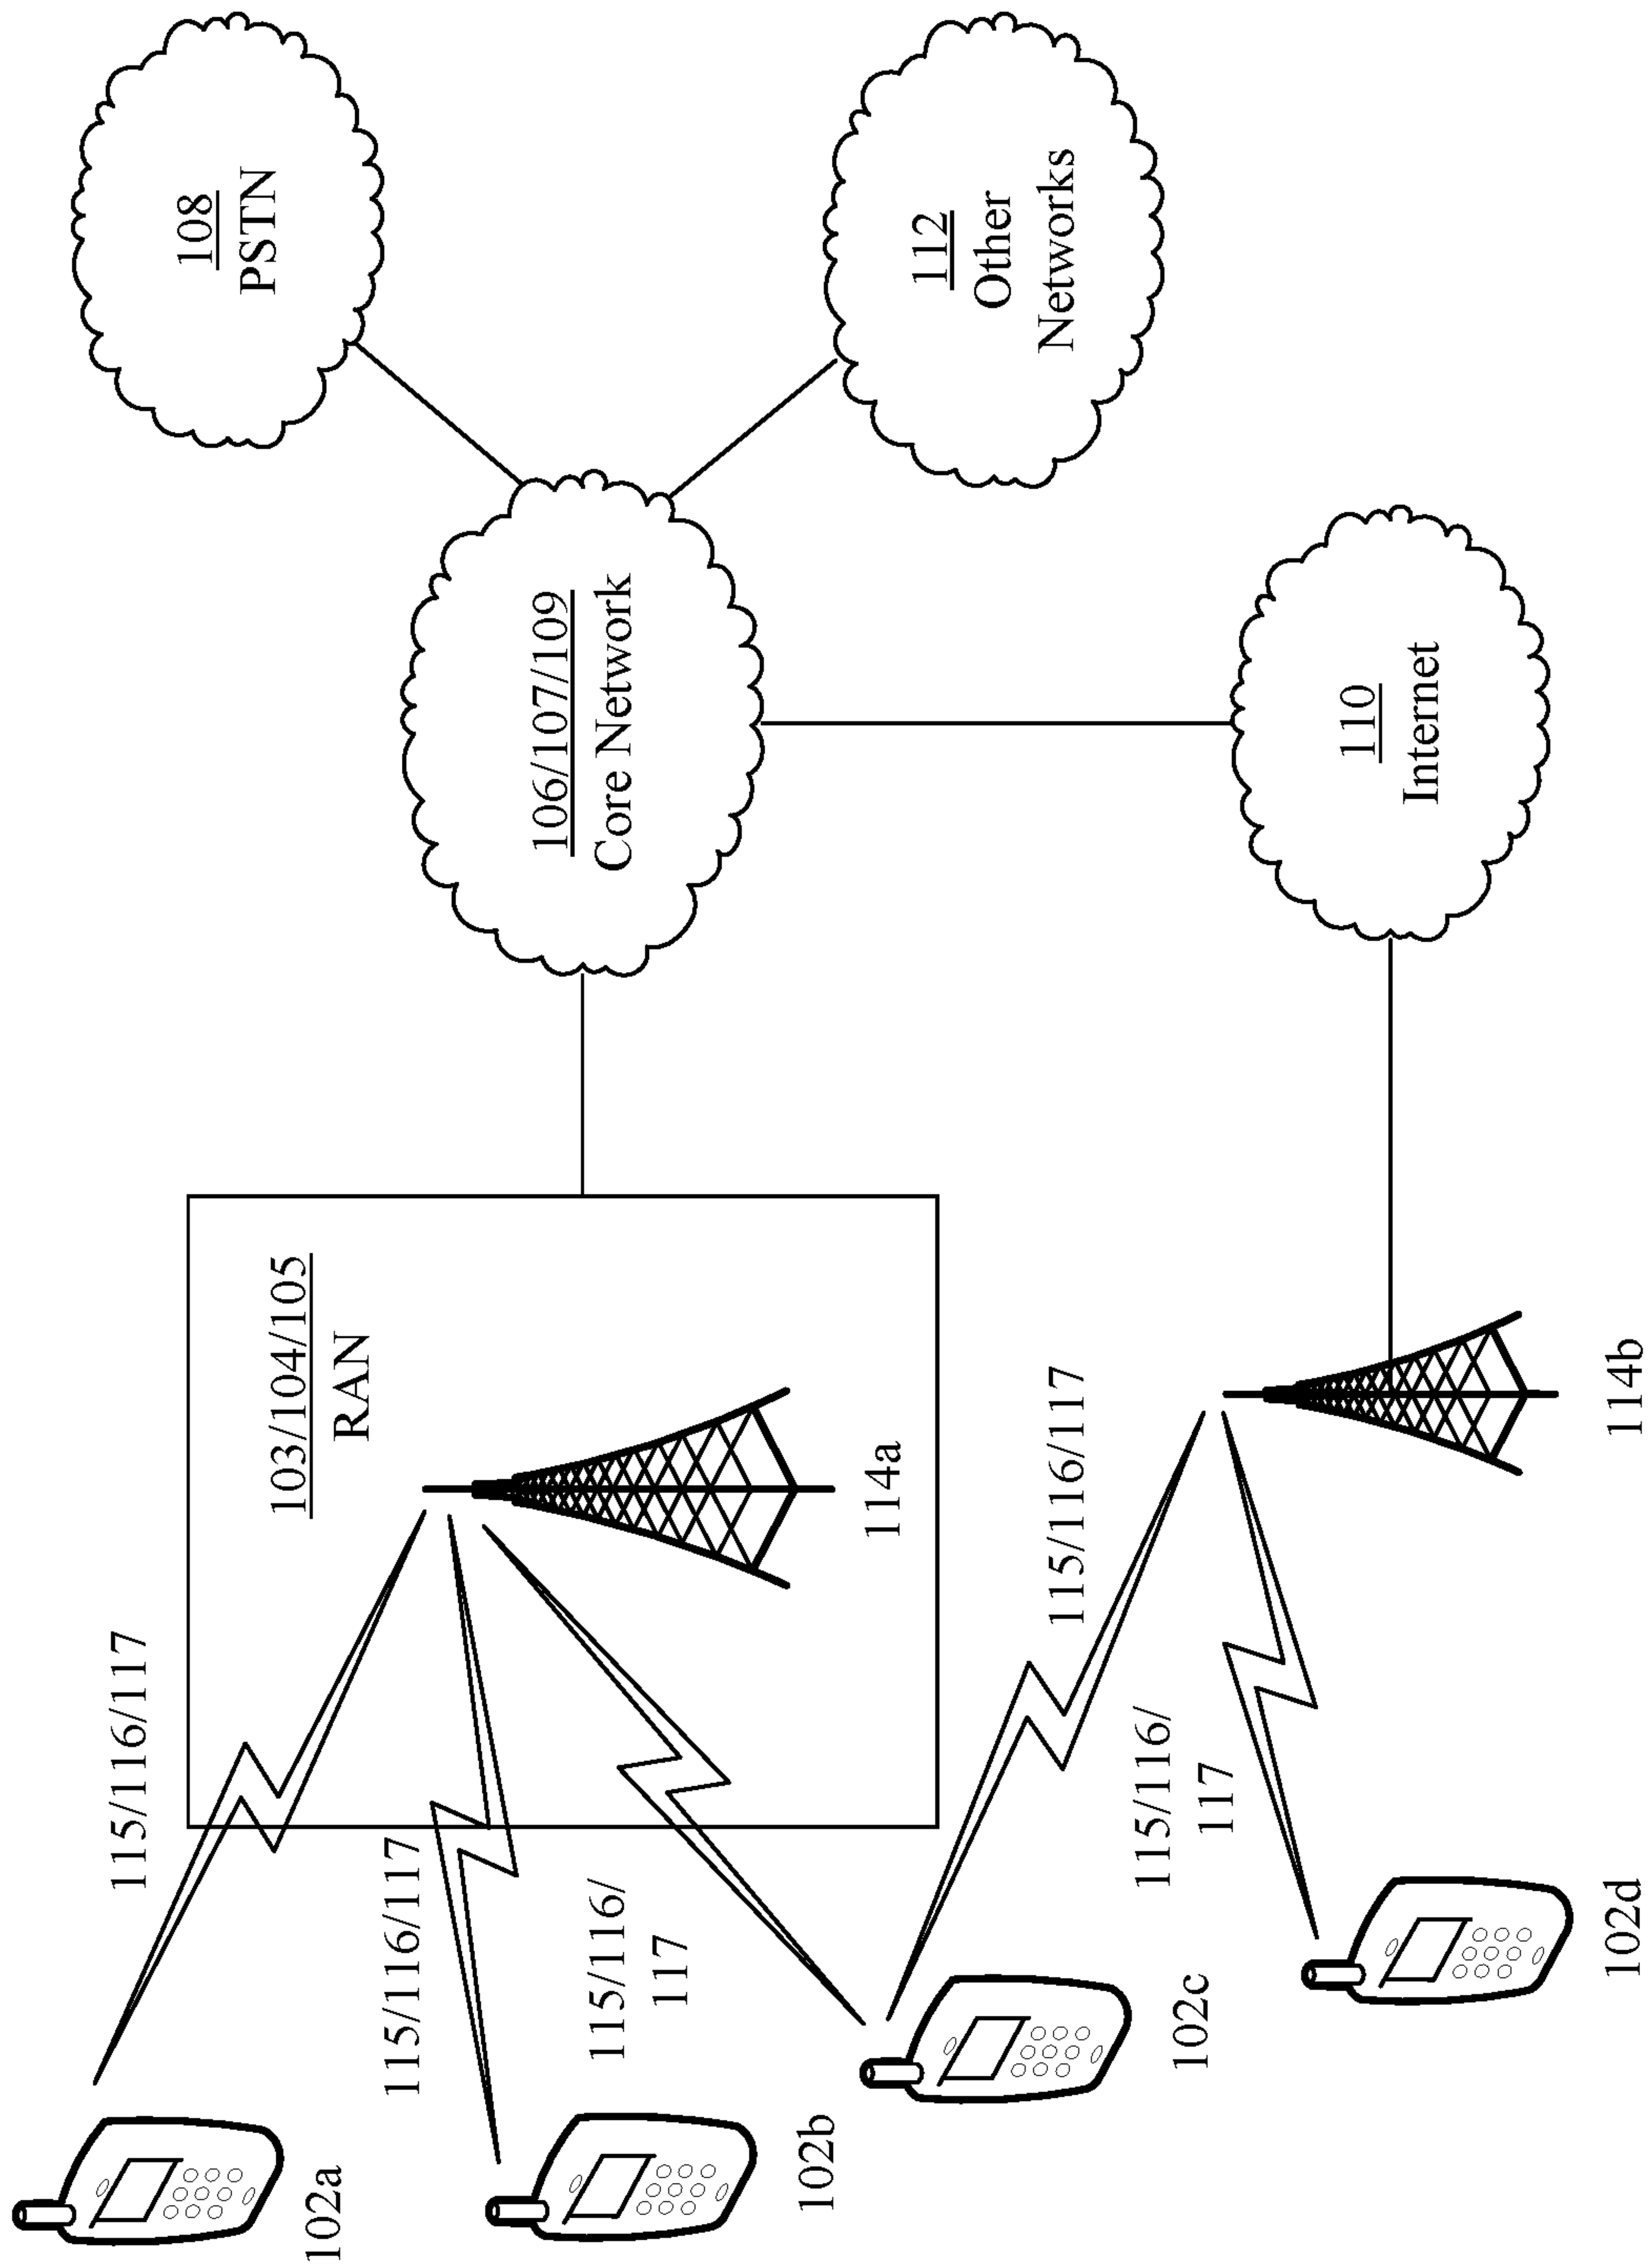 102a
115/116/117
102b
115/116/117
115/116/
117
103/104/105
RAN
114a
106/107/109
Core Network
108
PSTN
112
Other
Networks
102c
115/116/117
115/116/
117
102d
114b
110
Internet